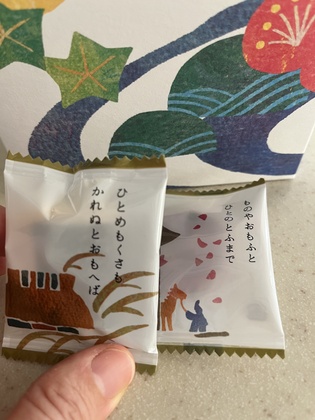 ひとめもくさも
かれぬとおもへば
ものやおもふと
ひとのとふまで